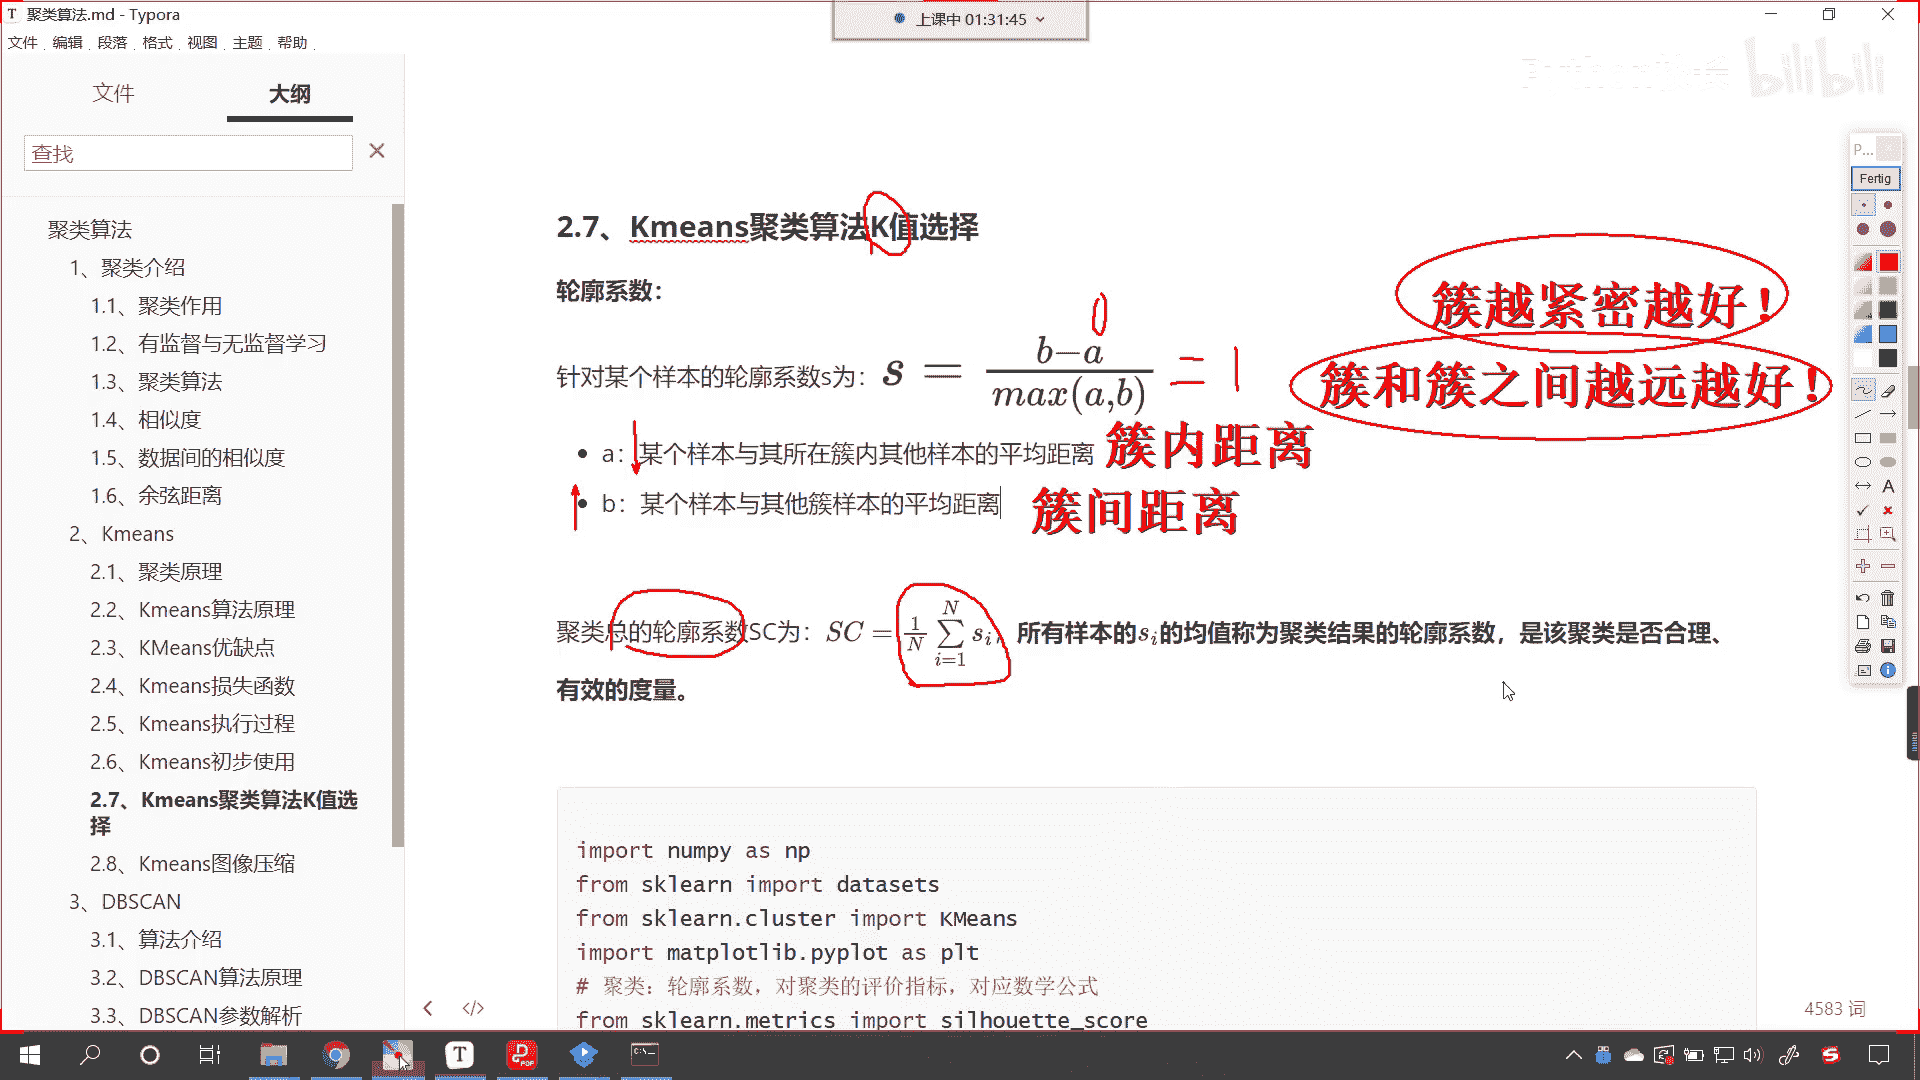 聚类算法.md - Typora
上课中 01:31:45
文件 编辑 段落 格式 视图 主题 帮助
bilibili
文件 大纲
查找
聚类算法
1、聚类介绍
1.1、聚类作用
1.2、有监督与无监督学习
1.3、聚类算法
1.4、相似度
1.5、数据间的相似度
1.6、余弦距离
2、Kmeans
2.1、聚类原理
2.2、Kmeans算法原理
2.3、KMeans优缺点
2.4、Kmeans损失函数
2.5、Kmeans执行过程
2.6、Kmeans初步使用
2.7、Kmeans聚类算法K值选
择
2.8、Kmeans图像压缩
3、DBSCAN
3.1、算法介绍
3.2、DBSCAN算法原理
3.3、DBSCAN参数解析
2.7、Kmeans聚类算法K值选择
轮廓系数：
0
针对某个样本的轮廓系数s为：s = b−a / max(a,b) = 1
簇越紧密越好！
簇和簇之间越远越好！
a：某个样本与其所在簇内其他样本的平均距离 簇内距离
b：某个样本与其他簇样本的平均距离 簇间距离
聚类总的轮廓系数SC为：SC = 1/N ∑_{i=1}^{N} s_i，所有样本的s_i的均值称为聚类结果的轮廓系数，是该聚类是否合理、
有效的度量。
import numpy as np
from sklearn import datasets
from sklearn.cluster import KMeans
import matplotlib.pyplot as plt
# 聚类：轮廓系数，对聚类的评价指标，对应数学公式
from sklearn.metrics import silhouette_score
4583 词
P...
Fertig